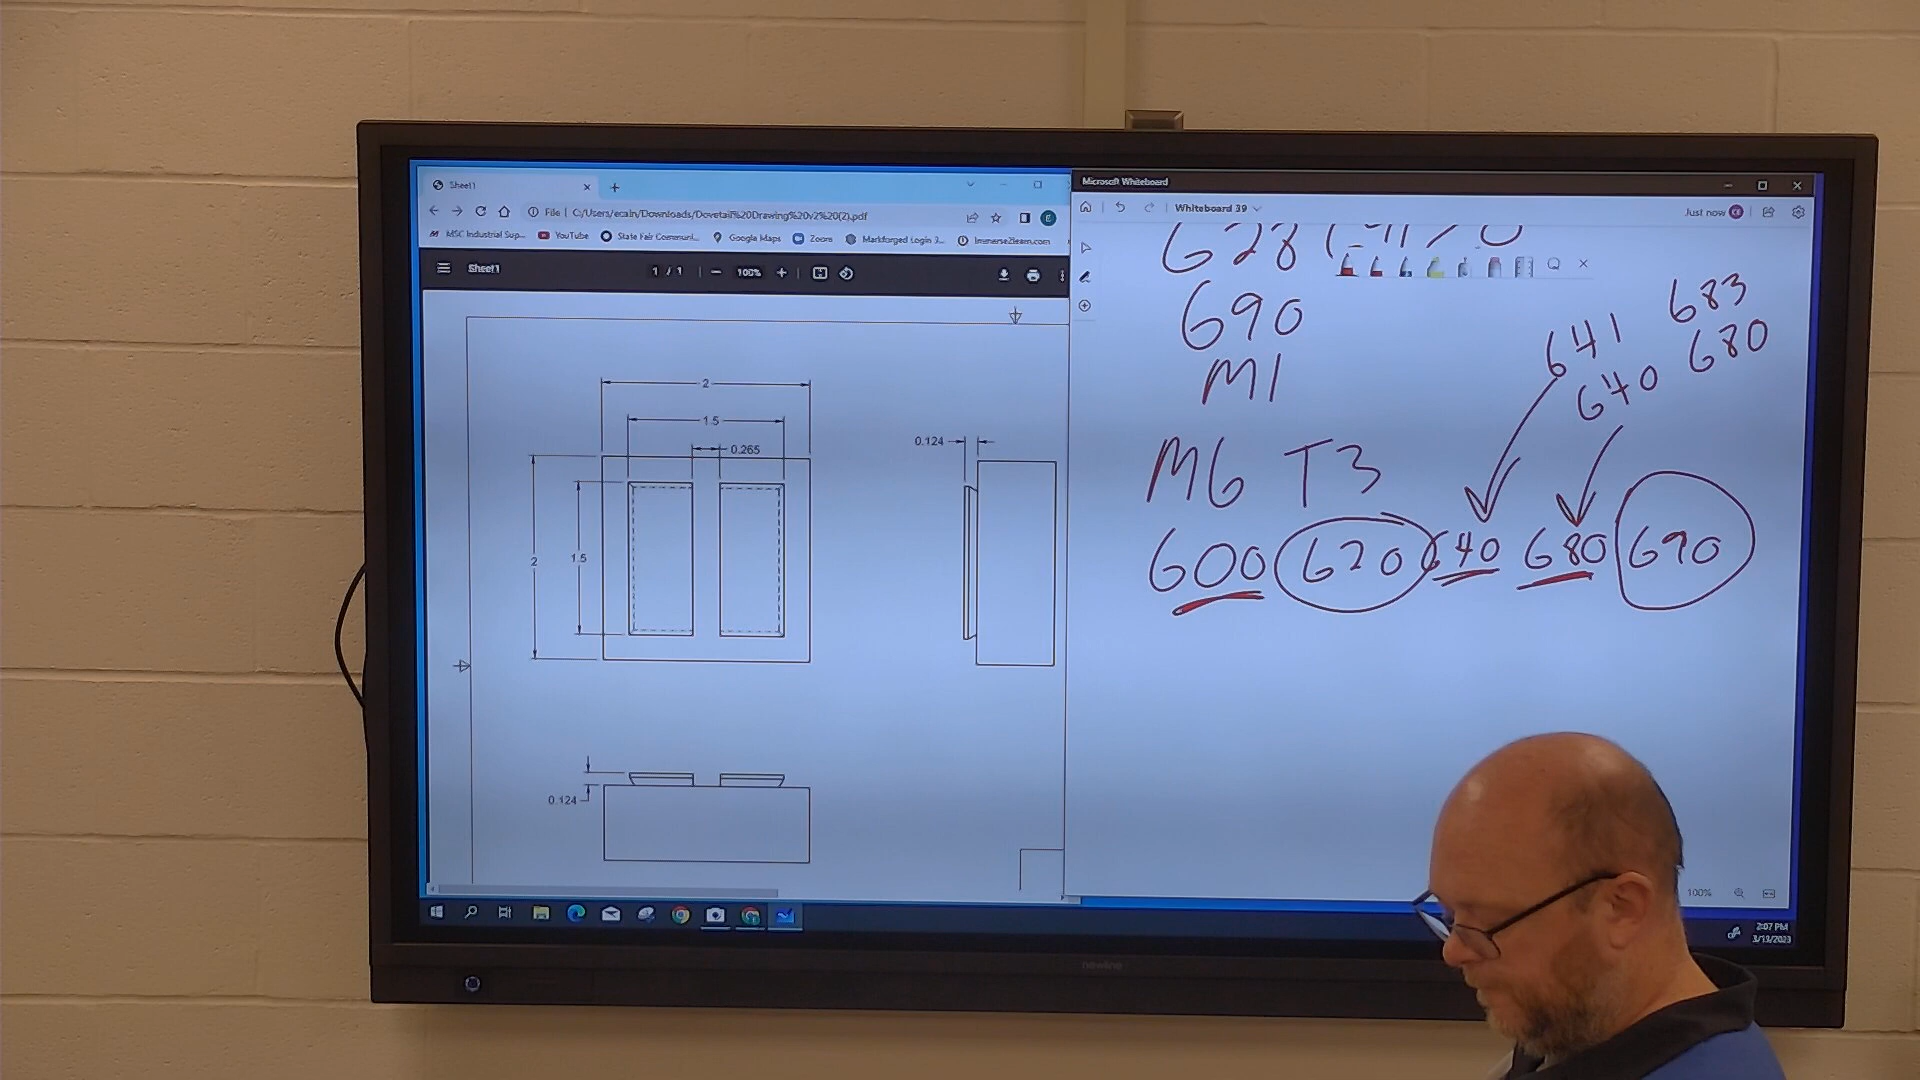 Sheet1
File | C:/Users/ecain/Downloads/Dovetail%20Drawing%20v2%20(2).pdf
MSC Industrial Sup... YouTube State Fair Communi... Google Maps Zoom Markforged Login J... Immerse2learn.com
Sheet1 1 / 1 100%
2
1.5
0.265
2
1.5
0.124
0.124
Microsoft Whiteboard
Whiteboard 39 Just now
690
M1
683
680
641
640
M6 T3
600 620 640 680 690
100%
2:07 PM
3/13/2023
newline